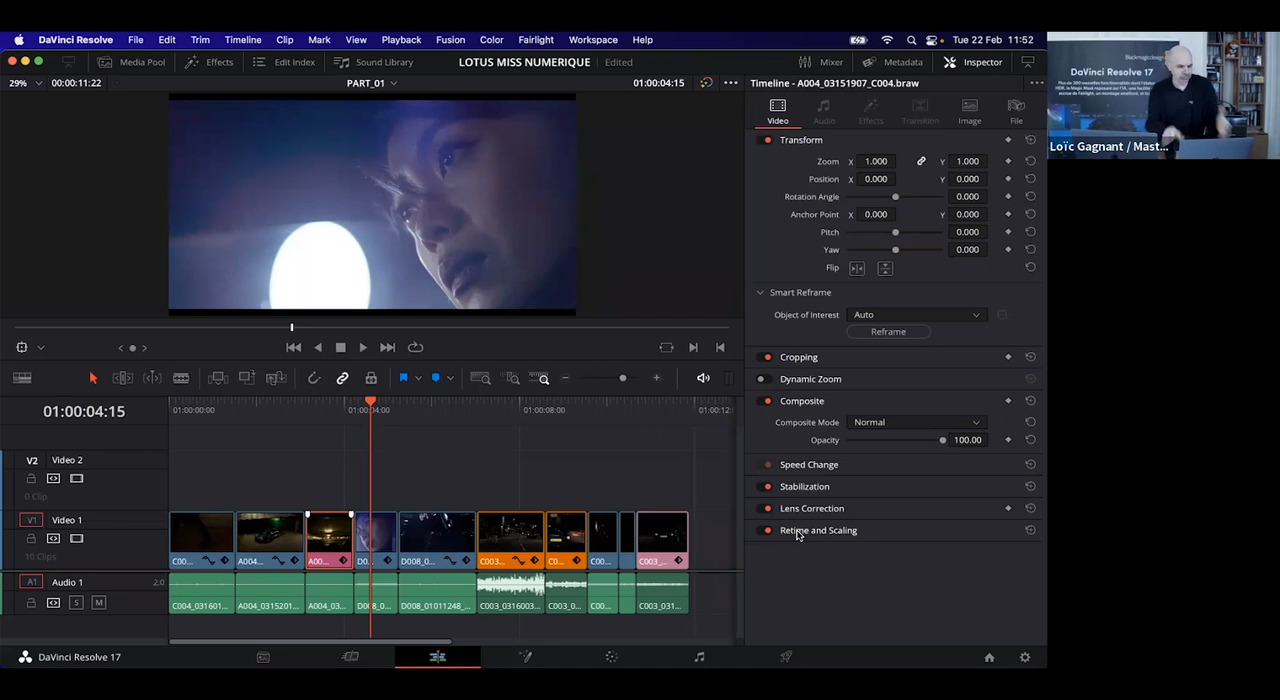 DaVinci Resolve File Edit Trim Timeline Clip Mark View Playback Fusion Color Fairlight Workspace Help Tue 22 Feb 11:52
Media Pool Effects Edit Index Sound Library LOTUS MISS NUMERIQUE Edited Mixer Metadata Inspector
29% 00:00:11:22 PART_01 01:00:04:15 Timeline - A004_03151907_C004.braw
Video Audio Effects Transition Image File
Transform
Zoom X 1.000 Y 1.000
Position X 0.000 Y 0.000
Rotation Angle 0.000
Anchor Point X 0.000 Y 0.000
Pitch 0.000
Yaw 0.000
Flip
Smart Reframe
Object of Interest Auto
Reframe
Cropping
Dynamic Zoom
Composite
Composite Mode Normal
Opacity 100.00
Speed Change
Stabilization
Lens Correction
Retime and Scaling
01:00:04:15 01:00:00:00 01:00:04:00 01:00:08:00 01:00:12:
V2 Video 2
0 Clip
V1 Video 1
10 Clips C00... A004... A00... D0... D008_0... C003... C0... C00... C003_...
A1 Audio 1 2.0
S M C004_031601... A004_0315201... A004_03... D008_0... D008_01011248_... C003_0316003... C003_0... C00... C003_031...
DaVinci Resolve 17
DaVinci Resolve 17
Loïc Gagnant / Mast...